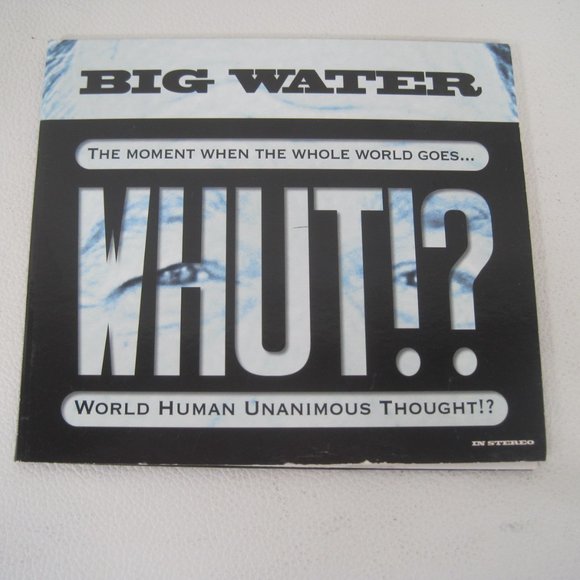 BIG WATER
THE MOMENT WHEN THE WHOLE WORLD GOES...
WHUT!?
WORLD HUMAN UNANIMOUS THOUGHT!?
IN STEREO